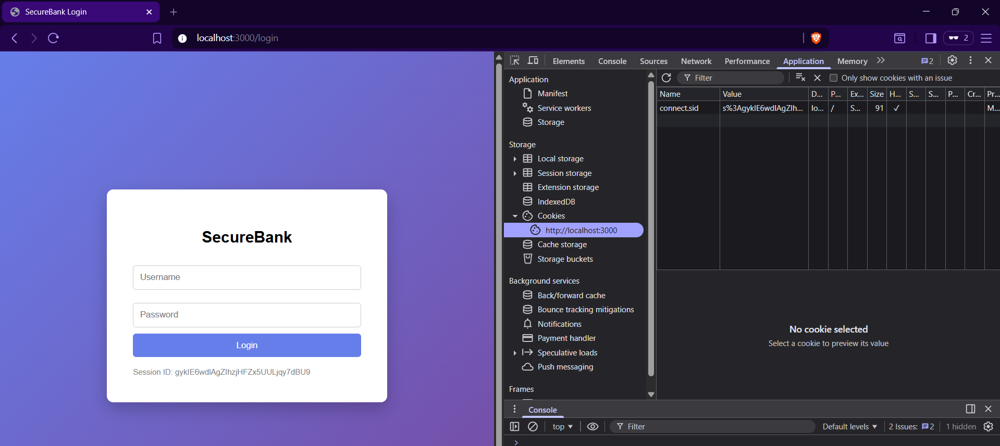 SecureBank Login
localhost:3000/login
2
SecureBank
Username
Password
Login
Session ID: gykIE6wdlAgZlhzjHFZx5UULjqy7dBU9
Elements Console Sources Network Performance Application Memory 2
Application
Manifest
Service workers
Storage
Storage
Local storage
Session storage
Extension storage
IndexedDB
Cookies
http://localhost:3000
Cache storage
Storage buckets
Background services
Back/forward cache
Bounce tracking mitigations
Notifications
Payment handler
Speculative loads
Push messaging
Frames
Filter Only show cookies with an issue
Name Value D... P... Ex... Size H... S... S... P... Cr... Pr...
connect.sid s%3AgykIE6wdlAgZlh... lo... / S... 91 ✓ M...
No cookie selected
Select a cookie to preview its value
Console
top Filter Default levels 2 Issues: 2 1 hidden